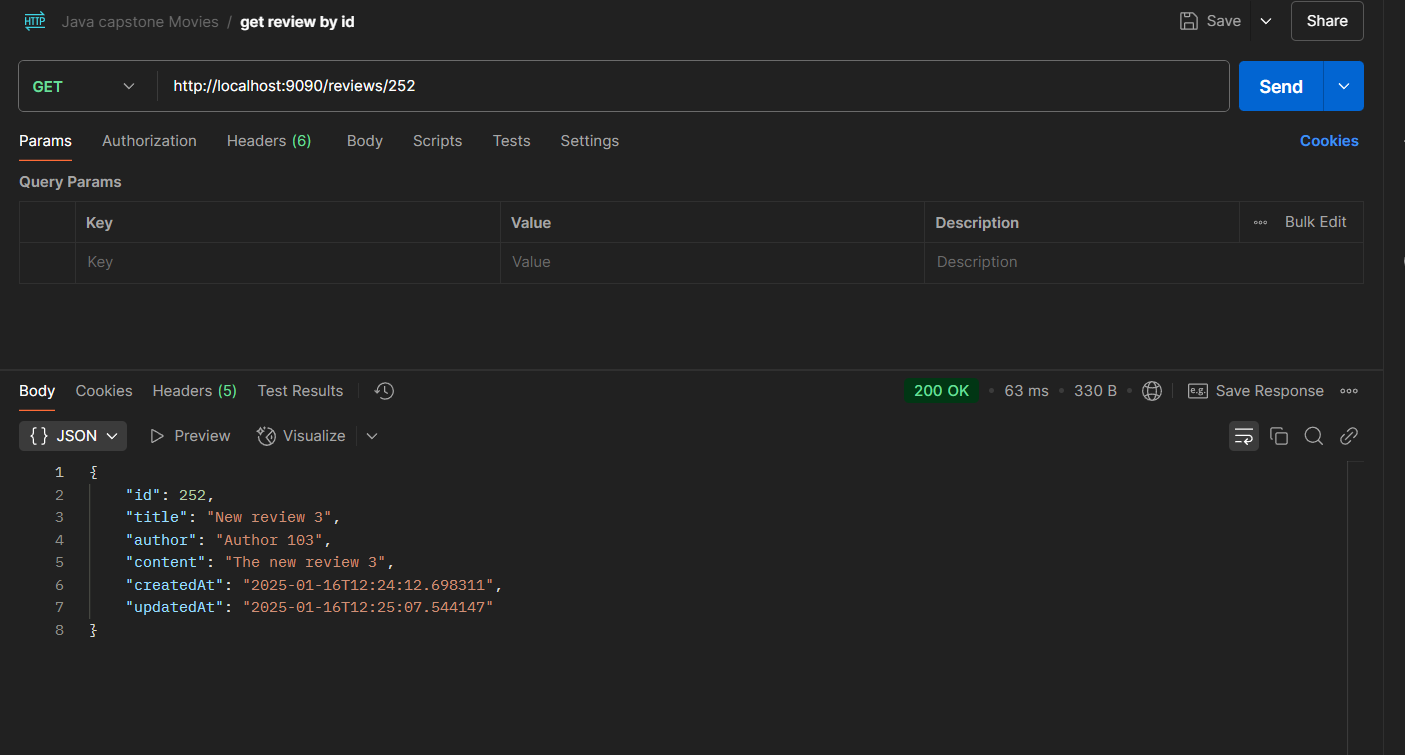 HTTP Java capstone Movies / get review by id Save Share
GET http://localhost:9090/reviews/252 Send
Params Authorization Headers (6) Body Scripts Tests Settings Cookies
Query Params
Key Value Description Bulk Edit
Key Value Description
Body Cookies Headers (5) Test Results 200 OK 63 ms 330 B e.g. Save Response
{} JSON Preview Visualize
1 {
2 "id": 252,
3 "title": "New review 3",
4 "author": "Author 103",
5 "content": "The new review 3",
6 "createdAt": "2025-01-16T12:24:12.698311",
7 "updatedAt": "2025-01-16T12:25:07.544147"
8 }